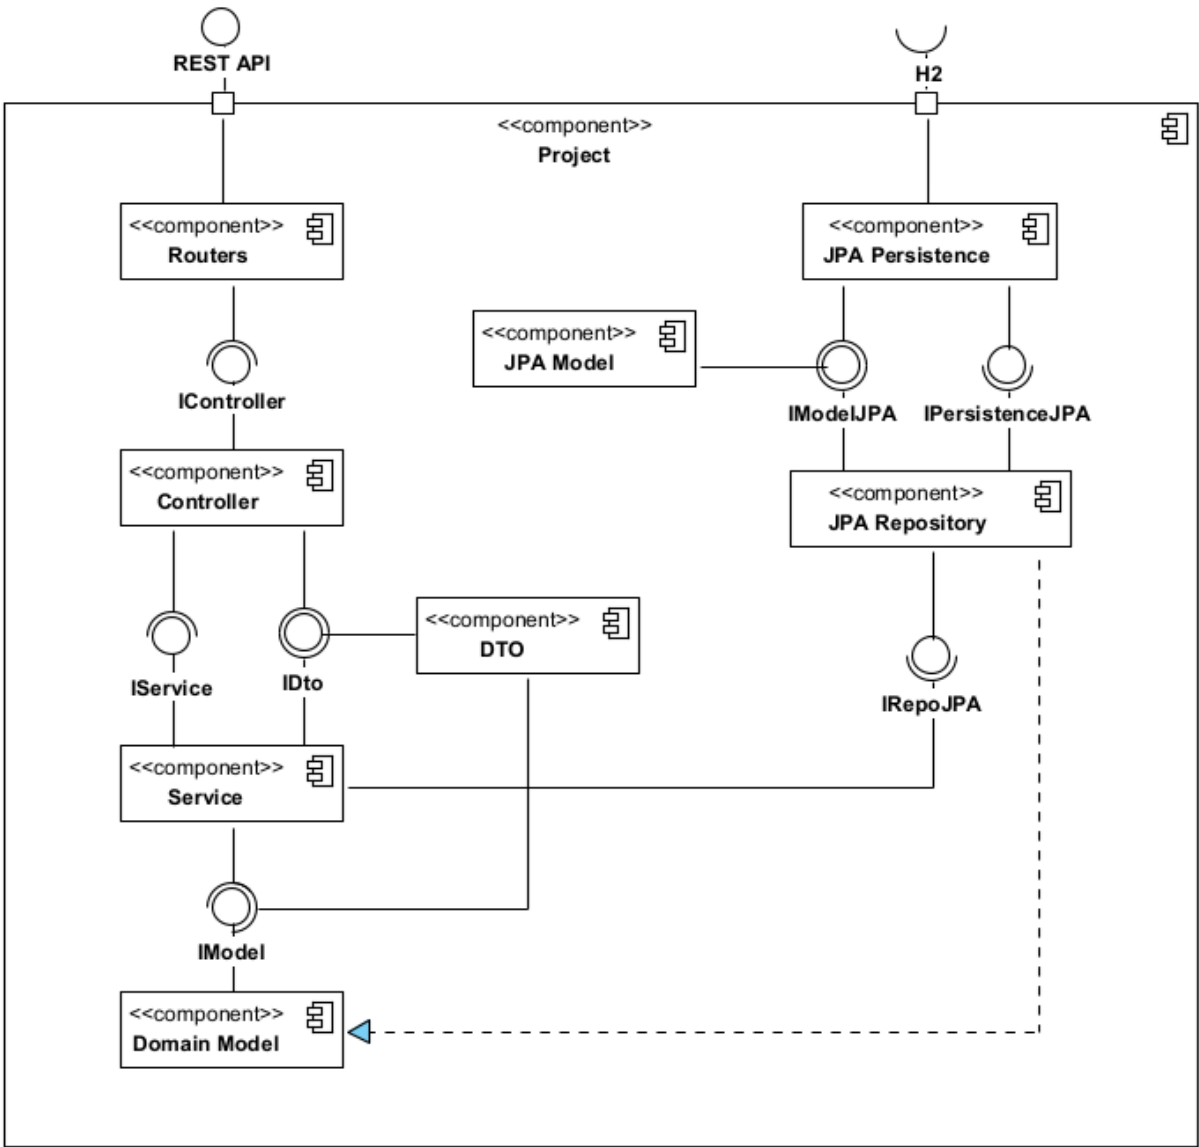 REST API
H2
<<component>>
Project
<<component>>
Routers
<<component>>
JPA Persistence
<<component>>
JPA Model
IController
IModelJPA
IPersistenceJPA
<<component>>
Controller
<<component>>
JPA Repository
<<component>>
DTO
IService
IDto
IRepoJPA
<<component>>
Service
IModel
<<component>>
Domain Model